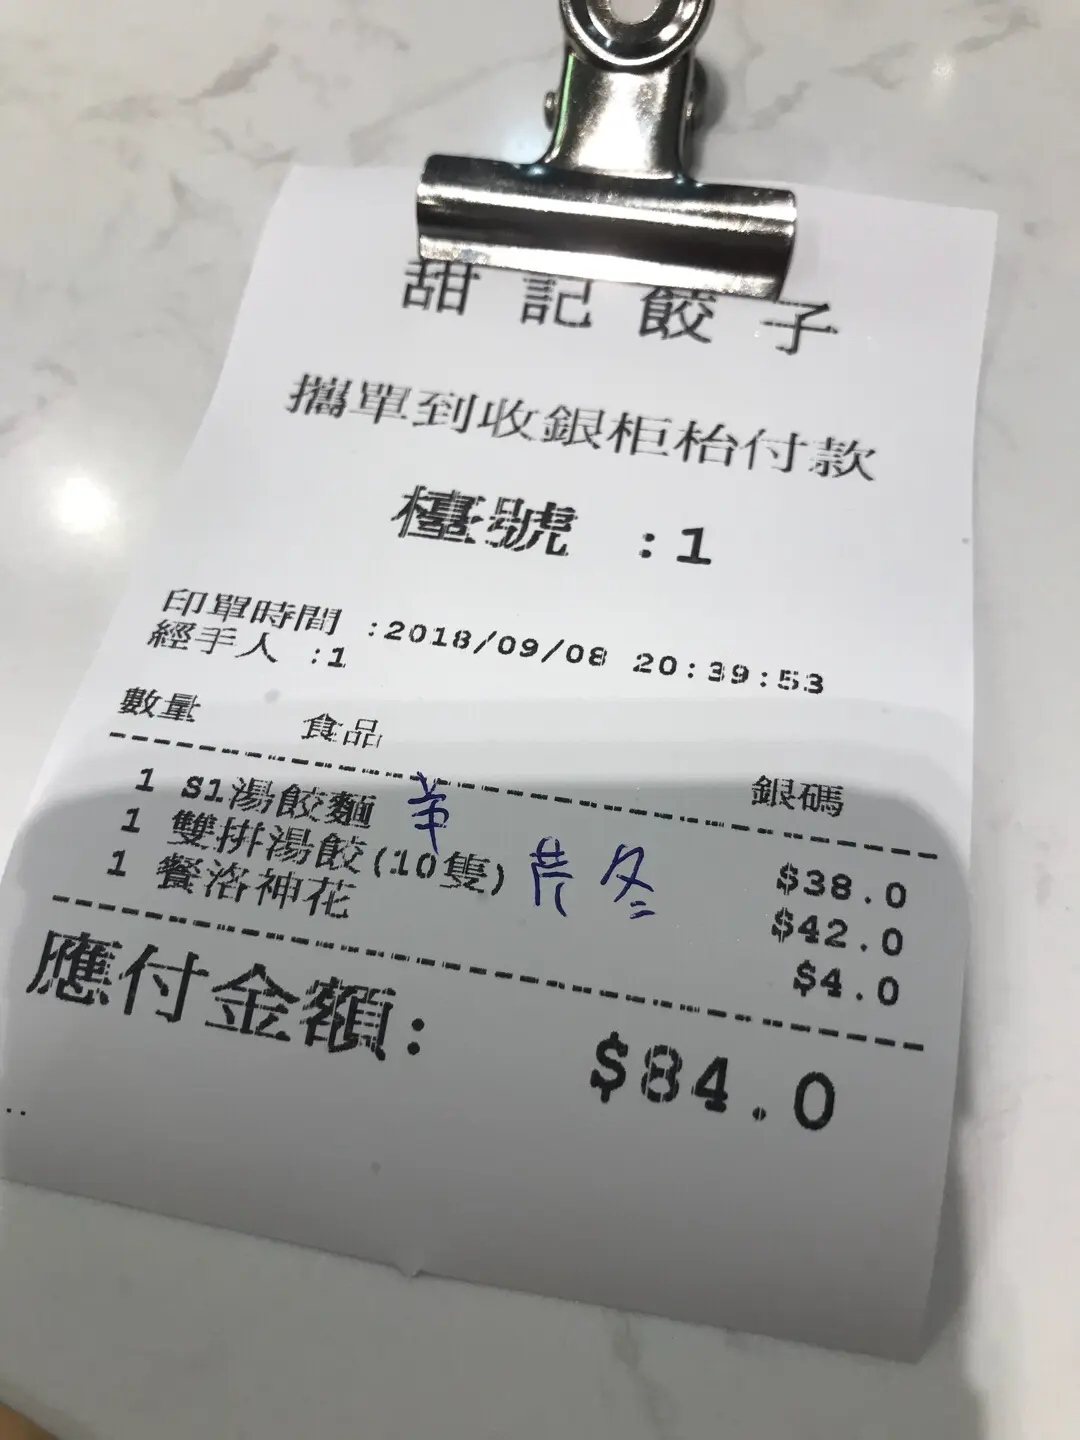 甜記餃子
攜單到收銀柜枱付款
檯號 :1
印單時間 :2018/09/08 20:39:53
經手人 :1
數量 食品 銀碼
1 S1湯餃麵 $38.0
1 雙拼湯餃(10隻) 芹 冬 $42.0
1 餐洛神花 $4.0
應付金額: $84.0
..